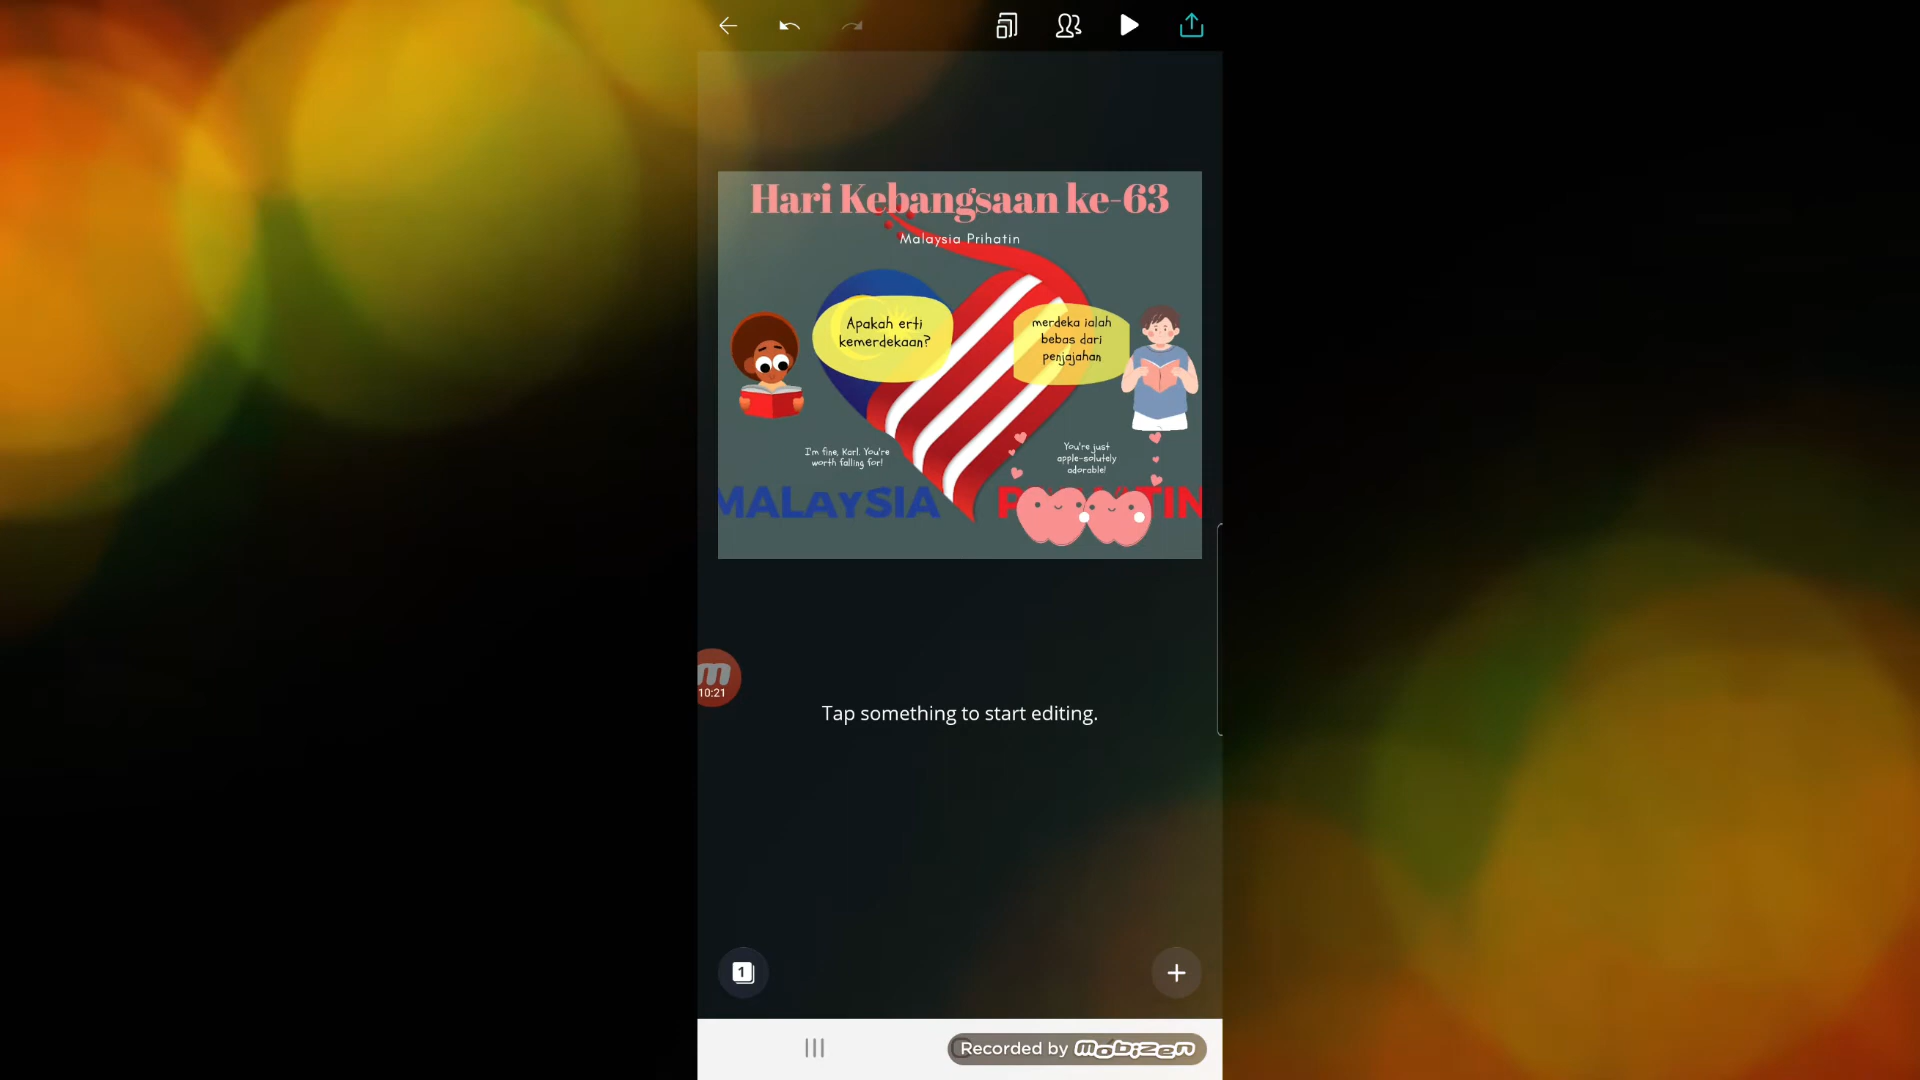 Hari Kebangsaan ke-63
Malaysia Prihatin
Apakah erti
kemerdekaan?
merdeka ialah
bebas dari
penjajahan
I'm fine, Karl. You're
worth falling for!
You're just
apple-solutely
adorable!
MALAYSIA
m
10:21
Tap something to start editing.
1
Recorded by mobizen